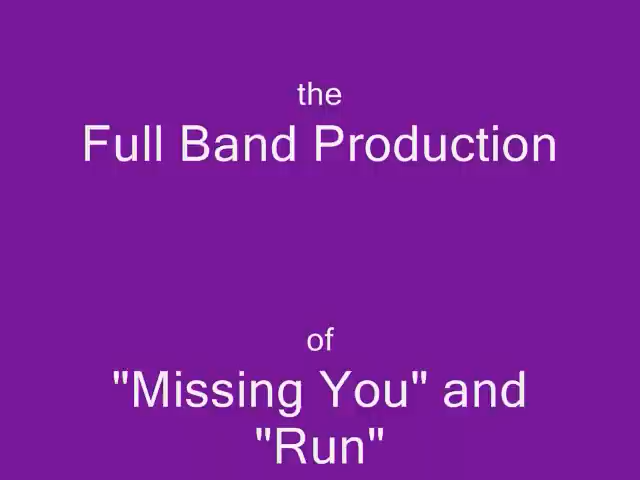 the
Full Band Production
of
"Missing You" and
"Run"